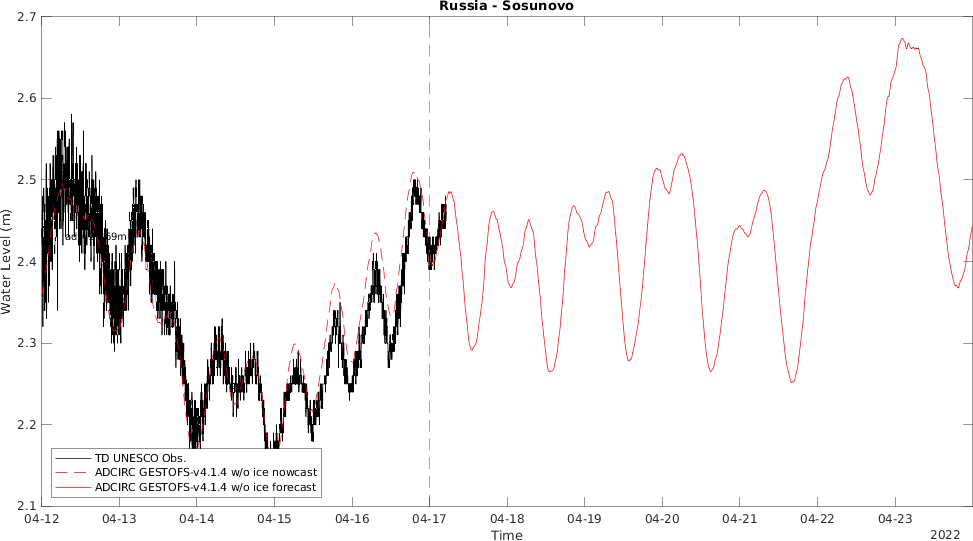 Russia - Sosunovo
2.7
2.6
2.5
2.4
2.3
2.2
2.1
Water Level (m)
TD UNESCO Obs.
ADCIRC GESTOFS-v4.1.4 w/o ice nowcast
ADCIRC GESTOFS-v4.1.4 w/o ice forecast
04-12 04-13 04-14 04-15 04-16 04-17 04-18 04-19 04-20 04-21 04-22 04-23
Time
2022